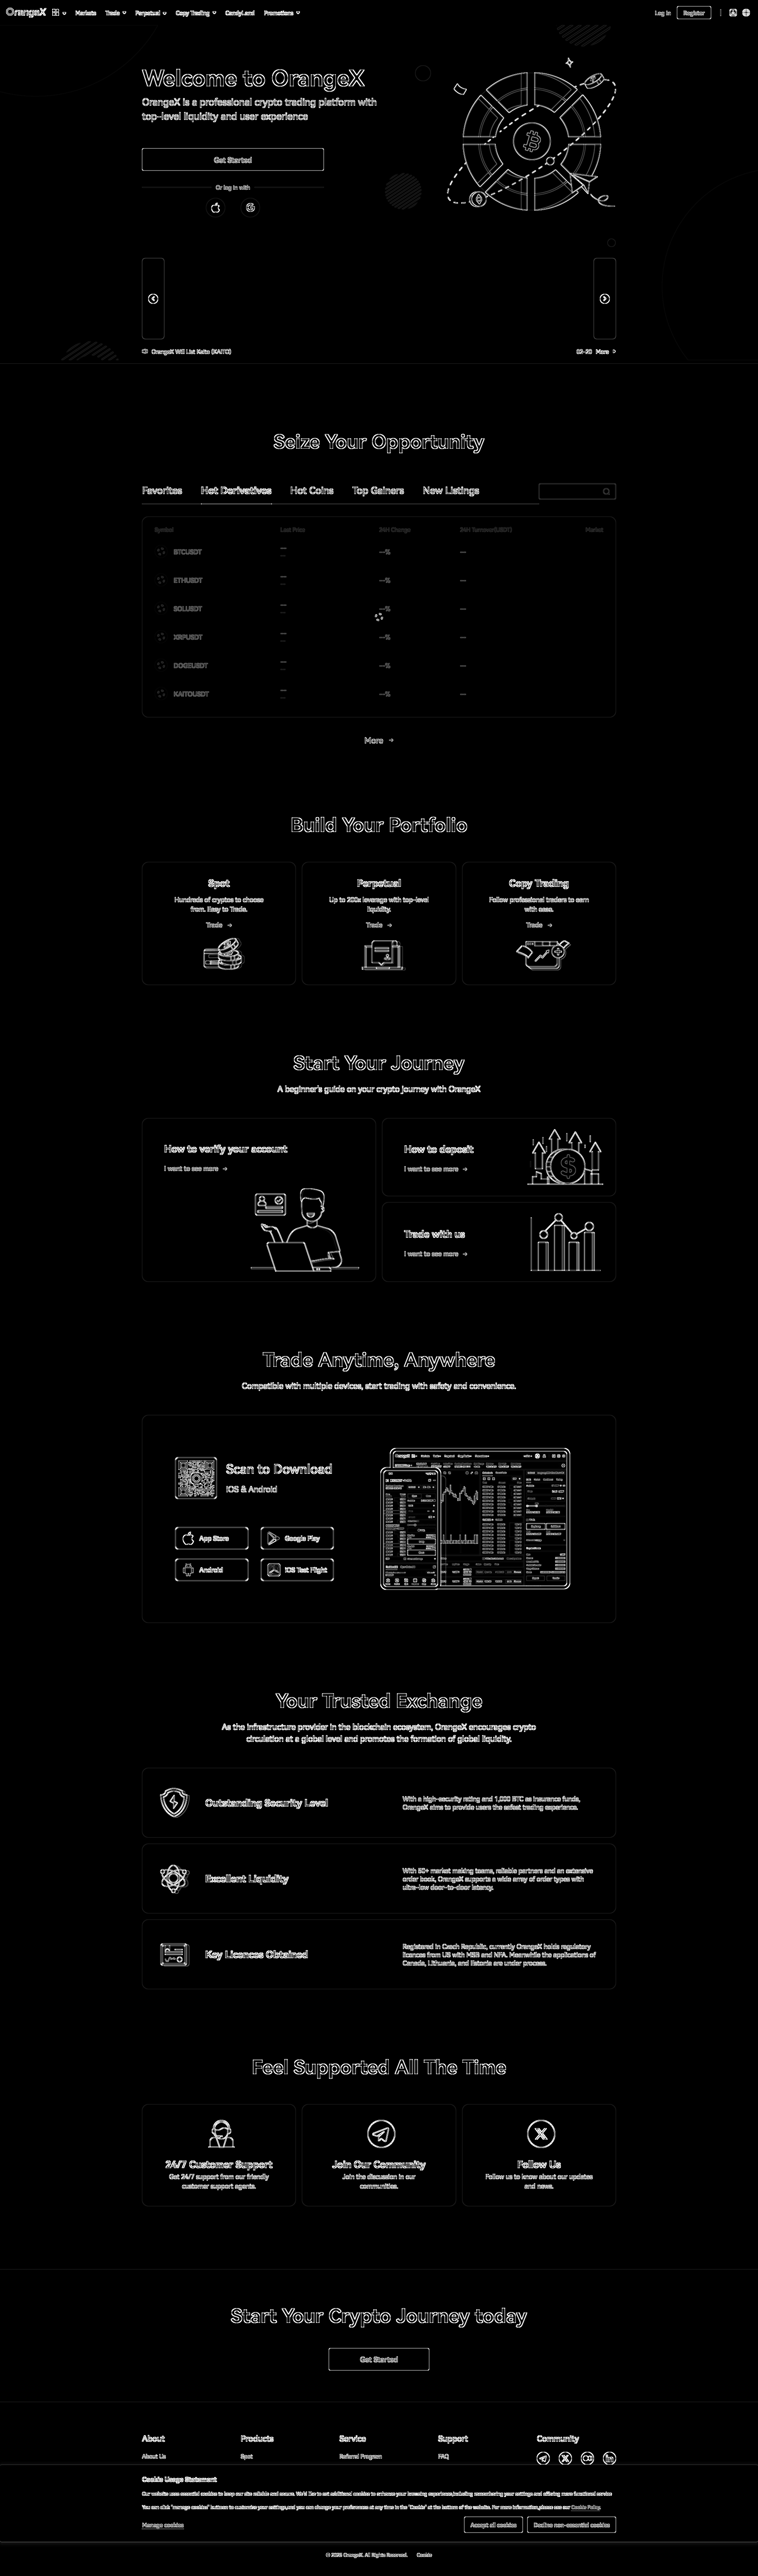 OrangeX
Markets Trade Perpetual Copy Trading CandyLand Promotions
Log In Register
Welcome to OrangeX
OrangeX is a professional crypto trading platform with
top-level liquidity and user experience
Get Started
Or log in with
OrangeX Will List Kaito (KAITO)
02-20 More
Seize Your Opportunity
Favorites Hot Derivatives Hot Coins Top Gainers New Listings
Symbol Last Price 24H Change 24H Turnover(USDT) Market
BTCUSDT -- --% --
ETHUSDT -- --% --
SOLUSDT -- --% --
XRPUSDT -- --% --
DOGEUSDT -- --% --
KAITOUSDT -- --% --
More
Build Your Portfolio
Spot
Hundreds of cryptos to choose
from. Easy to Trade.
Trade
Perpetual
Up to 200x leverage with top-level
liquidity.
Trade
Copy Trading
Follow professional traders to earn
with ease.
Trade
Start Your Journey
A beginner's guide on your crypto journey with OrangeX
How to verify your account
I want to see more
How to deposit
I want to see more
Trade with us
I want to see more
Trade Anytime, Anywhere
Compatible with multiple devices, start trading with safety and convenience.
Scan to Download
iOS & Android
App Store
Google Play
Android
iOS Test Flight
Your Trusted Exchange
As the infrastructure provider in the blockchain ecosystem, OrangeX encourages crypto
circulation at a global level and promotes the formation of global liquidity.
Outstanding Security Level
With a high-security rating and 1,000 BTC as insurance funds,
OrangeX aims to provide users the safest trading experience.
Excellent Liquidity
With 50+ market making teams, reliable partners and an extensive
order book, OrangeX supports a wide array of order types with
ultra-low door-to-door latency.
Key Licences Obtained
Registered in Czech Republic, currently OrangeX holds regulatory
licences from US with MSB and NFA. Meanwhile the applications of
Canada, Lithuania, and Estonia are under process.
Feel Supported All The Time
24/7 Customer Support
Get 24/7 support from our friendly
customer support agents.
Join Our Community
Join the discussion in our
communities.
Follow Us
Follow us to know about our updates
and news.
Start Your Crypto Journey today
Get Started
About Products Service Support Community
About Us Spot Referral Program FAQ
Cookie Usage Statement
Our website uses essential cookies to keep our site reliable and secure. We'd like to set additional cookies to enhance your browsing experience,including remembering your settings and offering more functional service
You can click "manage cookies" buttons to customise your settings,and you can change your preferences at any time in the "Cookie" at the bottom of the website. For more information,please see our Cookie Policy.
Manage cookies
Accept all cookies
Decline non-essential cookies
© 2025 OrangeX. All Rights Reserved. Cookie